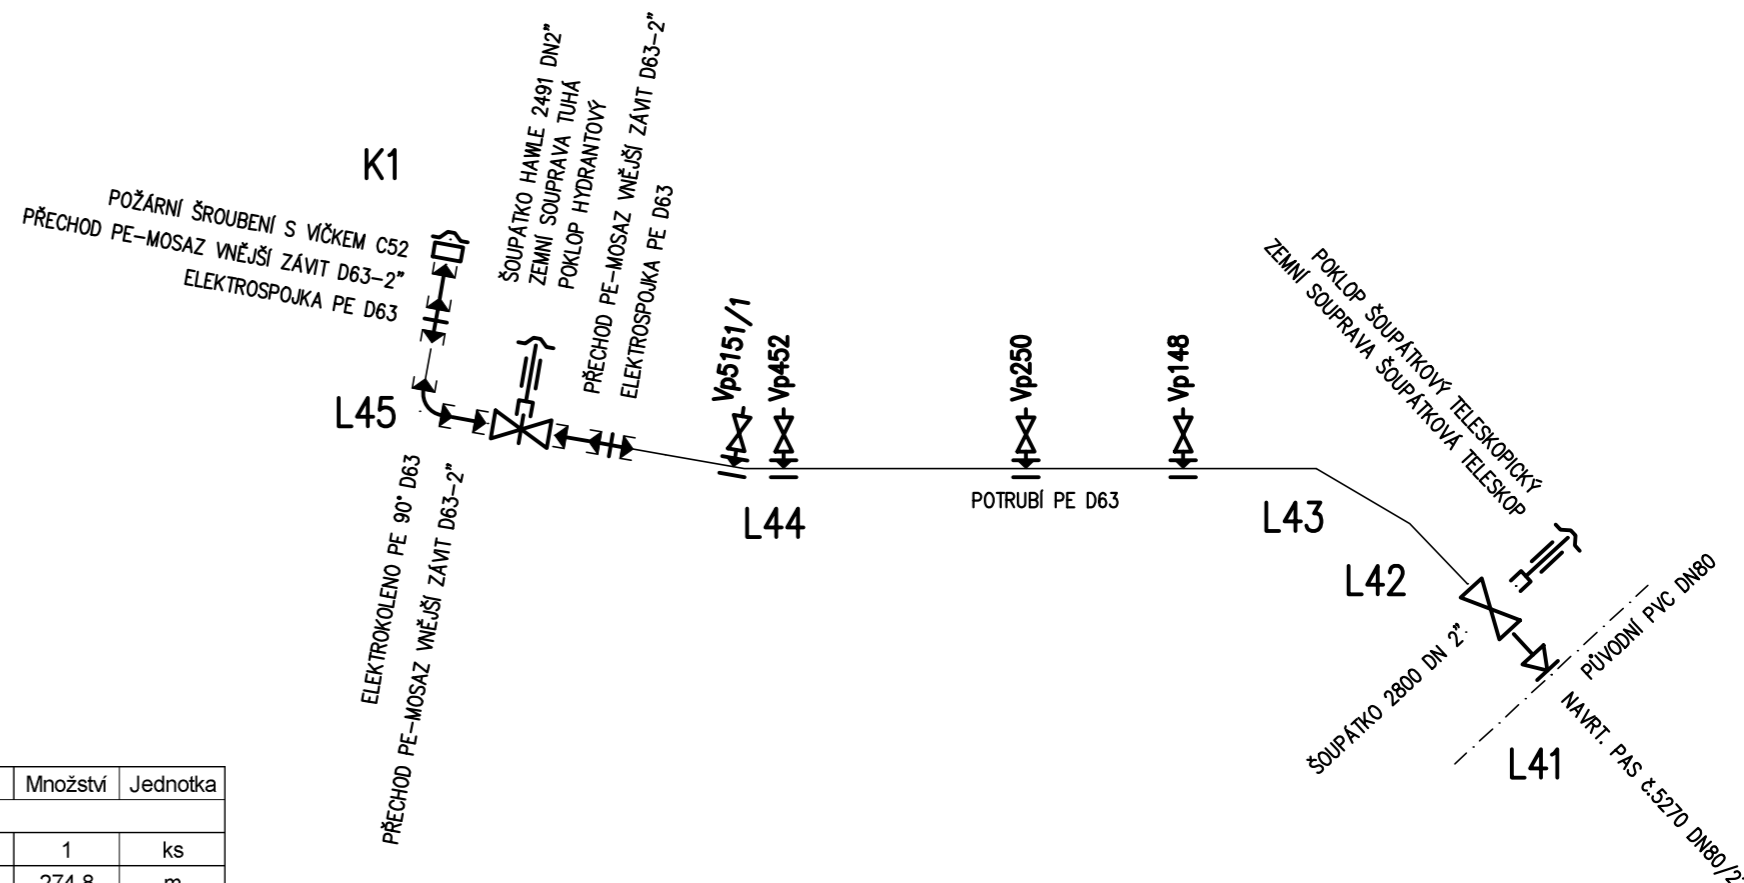 K1
POŽÁRNÍ ŠROUBENÍ S VÍČKEM C52
PŘECHOD PE–MOSAZ VNĚJŠÍ ZÁVIT D63–2"
ELEKTROSPOJKA PE D63
ŠOUPÁTKO HAWLE 2491 DN2"
ZEMNÍ SOUPRAVA TUHÁ
POKLOP HYDRANTOVÝ
PŘECHOD PE–MOSAZ VNĚJŠÍ ZÁVIT D63–2"
ELEKTROSPOJKA PE D63
L45
ELEKTROKOLENO PE 90° D63
PŘECHOD PE–MOSAZ VNĚJŠÍ ZÁVIT D63–2"
Vp5151/1
Vp452
Vp250
Vp148
L44
POTRUBÍ PE D63
L43
L42
POKLOP ŠOUPÁTKOVÝ TELESKOPICKÝ
ZEMNÍ SOUPRAVA ŠOUPÁTKOVÁ TELESKOP
ŠOUPÁTKO 2800 DN 2"
PŮVODNÍ PVC DN80
L41
NAVRT. PAS č.5270 DN80/2
Množství Jednotka
1 ks
274,8 m